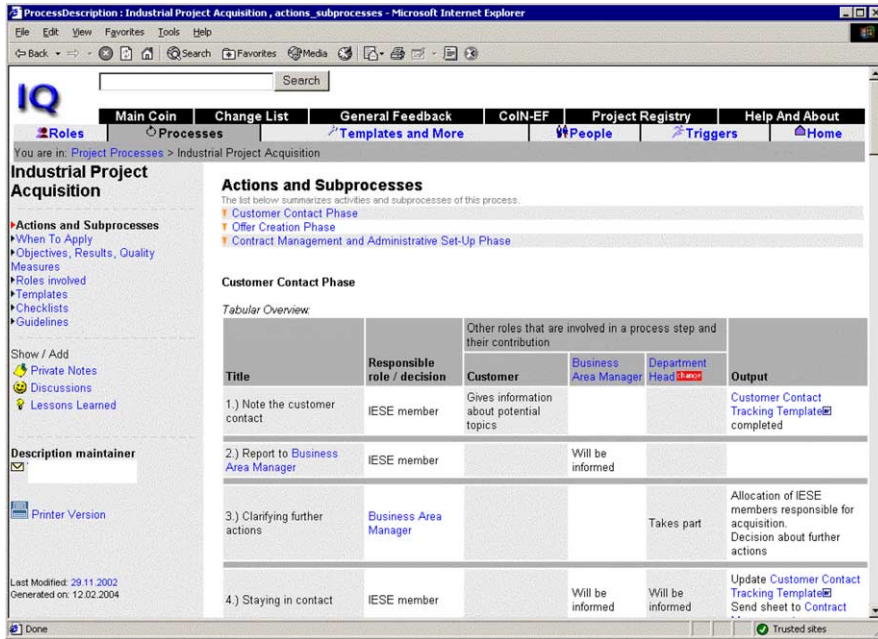 ProcessDescription : Industrial Project Acquisition , actions_subprocesses - Microsoft Internet Explorer
File Edit View Favorites Tools Help
Back Search Favorites Media
Search
IQ
Main Coin Change List General Feedback CoIN-EF Project Registry Help And About
Roles Processes Templates and More People Triggers Home
You are in: Project Processes > Industrial Project Acquisition
Industrial Project
Acquisition
Actions and Subprocesses
When To Apply
Objectives, Results, Quality
Measures
Roles involved
Templates
Checklists
Guidelines
Show / Add
Private Notes
Discussions
Lessons Learned
Description maintainer
Printer Version
Last Modified: 29.11.2002
Generated on: 12.02.2004
Actions and Subprocesses
The list below summarizes activities and subprocesses of this process.
Customer Contact Phase
Offer Creation Phase
Contract Management and Administrative Set-Up Phase
Customer Contact Phase
Tabular Overview:
Other roles that are involved in a process step and
their contribution
Title
Responsible
role / decision
Customer
Business
Area Manager
Department
Head change
Output
1.) Note the customer
contact
IESE member
Gives information
about potential
topics
Customer Contact
Tracking Template
completed
2.) Report to Business
Area Manager
IESE member
Will be
informed
3.) Clarifying further
actions
Business Area
Manager
Takes part
Allocation of IESE
members responsible for
acquisition.
Decision about further
actions
4.) Staying in contact
IESE member
Will be
informed
Will be
informed
Update Customer Contact
Tracking Template
Send sheet to Contract
Done
Trusted sites